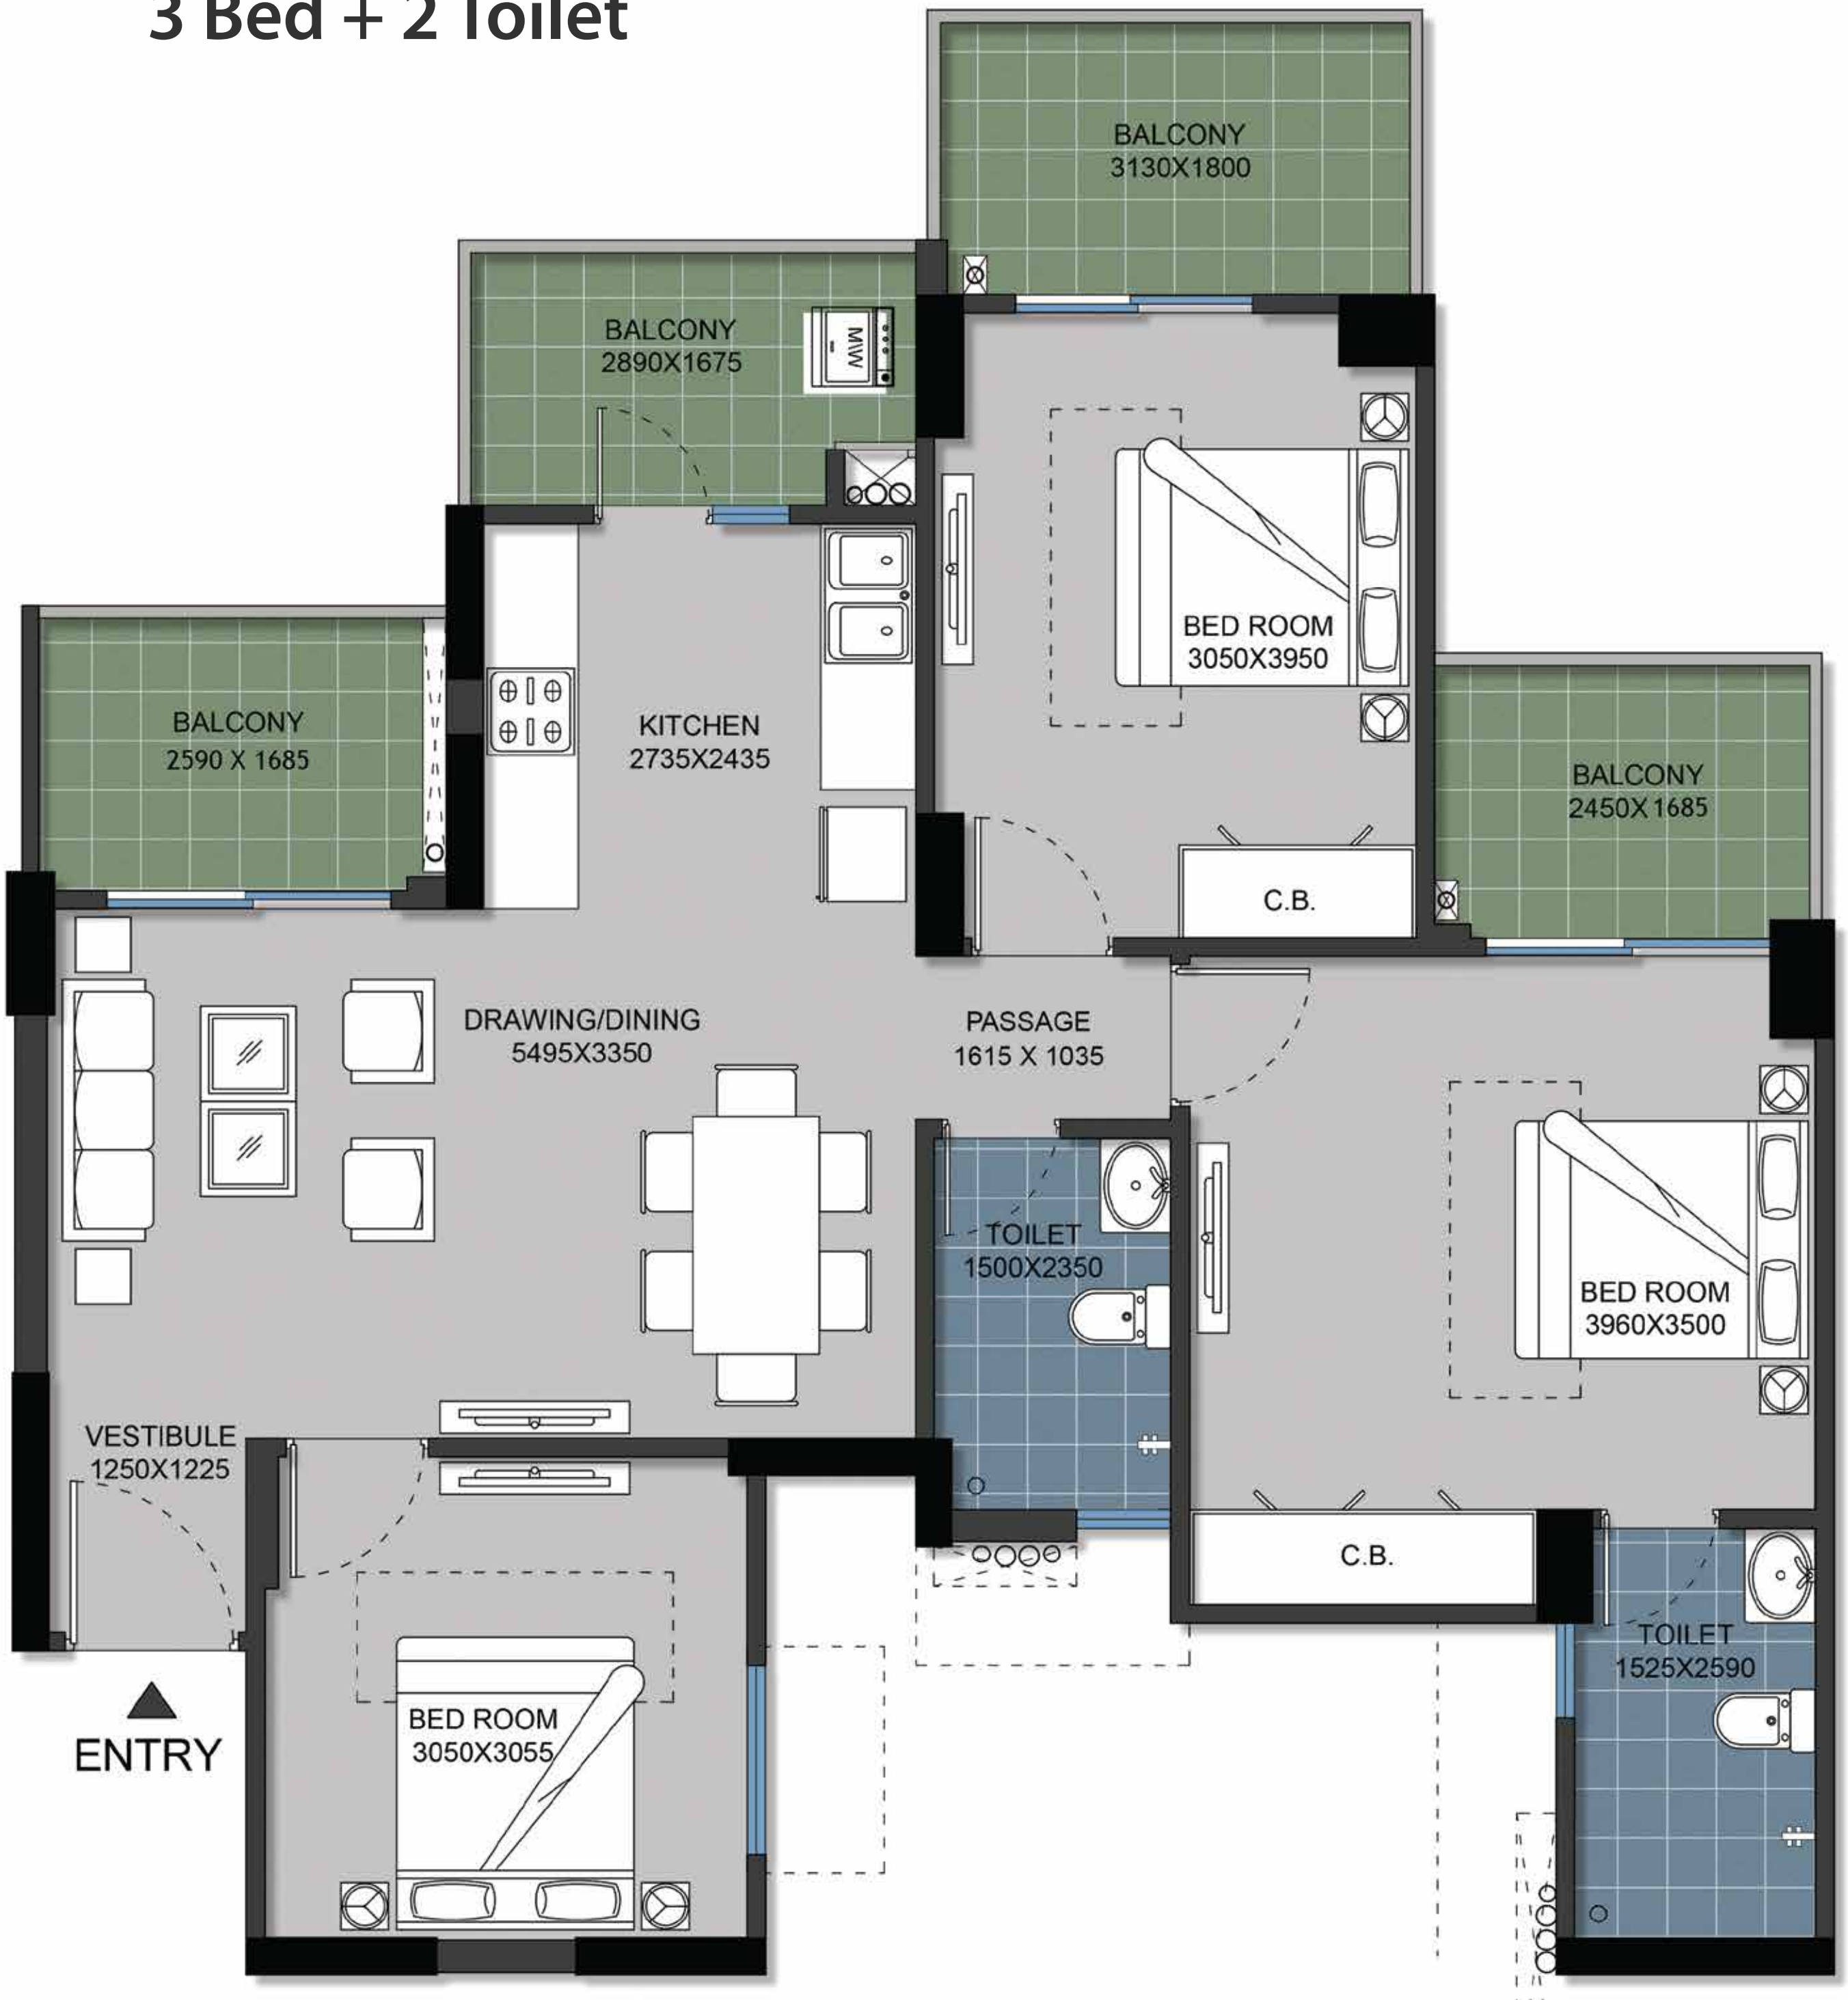 3 Bed + 2 Toilet
BALCONY
3130X1800
BALCONY
2890X1675
MW
BED ROOM
3050X3950
BALCONY
2590 X 1685
KITCHEN
2735X2435
BALCONY
2450X1685
C.B.
DRAWING/DINING
5495X3350
PASSAGE
1615 X 1035
TOILET
1500X2350
BED ROOM
3960X3500
VESTIBULE
1250X1225
C.B.
TOILET
1525X2590
BED ROOM
3050X3055
ENTRY